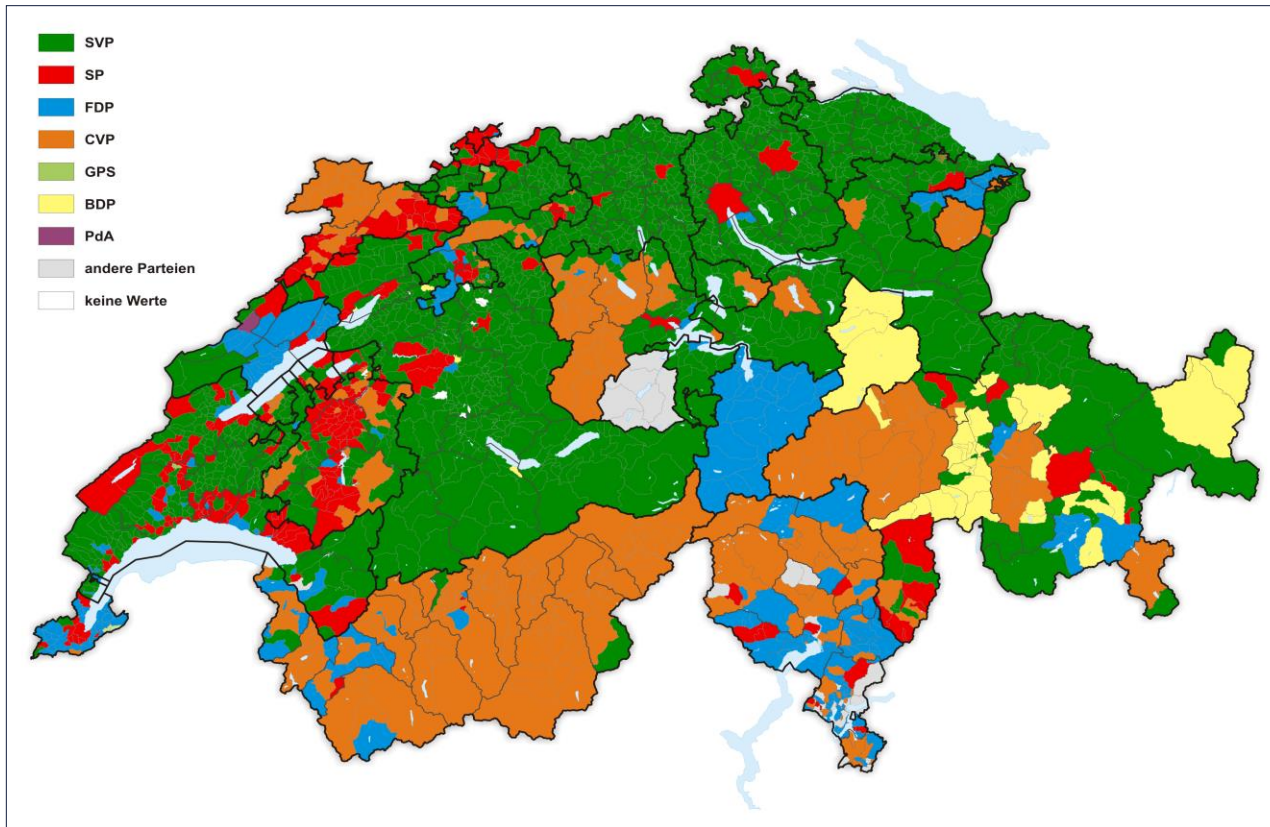 SVP
SP
FDP
CVP
GPS
BDP
PdA
andere Parteien
keine Werte